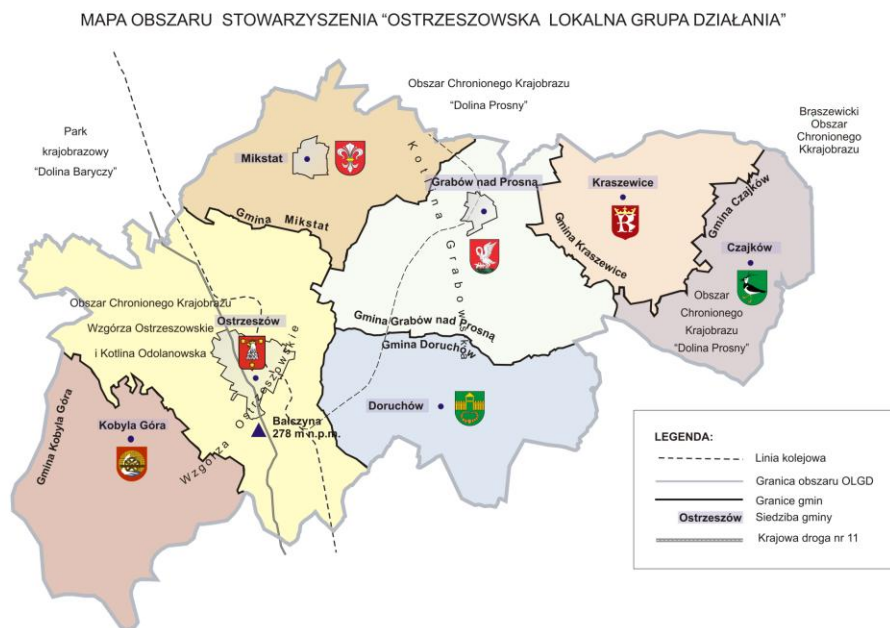 MAPA OBSZARU STOWARZYSZENIA “OSTRZESZOWSKA LOKALNA GRUPA DZIAŁANIA”
Park
krajobrazowy
“Dolina Baryczy”
Obszar Chronionego Krajobrazu
“Dolina Prosny”
Braszewicki
Obszar
Chronionego
Kkrajobrazu
Mikstat
Gmina Mikstat
Kotlina Grabowska
Grabów nad Prosną
Gmina Grabów nad Prosną
Kraszewice
Gmina Kraszewice
Gmina Czajków
Czajków
Obszar
Chronionego
Krajobrazu
“Dolina Prosny”
Obszar Chronionego Krajobrazu
Wzgórza Ostrzeszowskie
i Kotlina Odolanowska
Ostrzeszów
Wzgórza Ostrzeszowskie
Bałczyna
278 m n.p.m.
Gmina Doruchów
Doruchów
Gmina Kobyla Góra
Kobyla Góra
LEGENDA:
Linia kolejowa
Granica obszaru OLGD
Granice gmin
Ostrzeszów Siedziba gminy
Krajowa droga nr 11